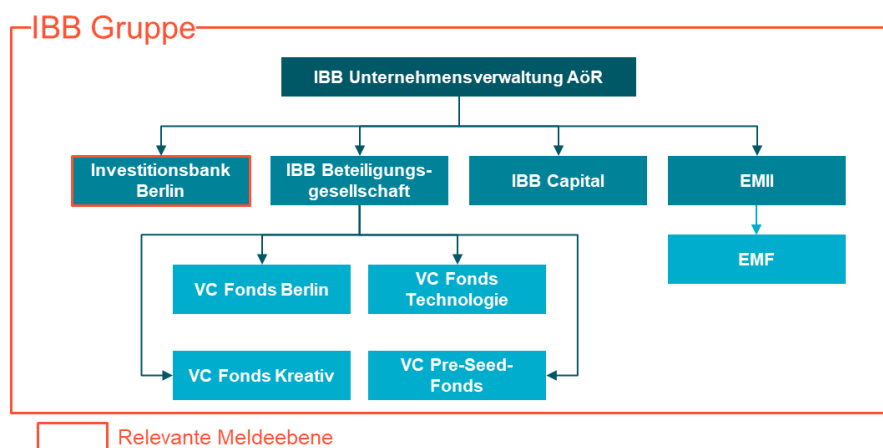 IBB Gruppe
IBB Unternehmensverwaltung AöR
Investitionsbank
Berlin
IBB Beteiligungs-
gesellschaft
IBB Capital
EMII
EMF
VC Fonds Berlin
VC Fonds
Technologie
VC Fonds Kreativ
VC Pre-Seed-
Fonds
Relevante Meldeebene